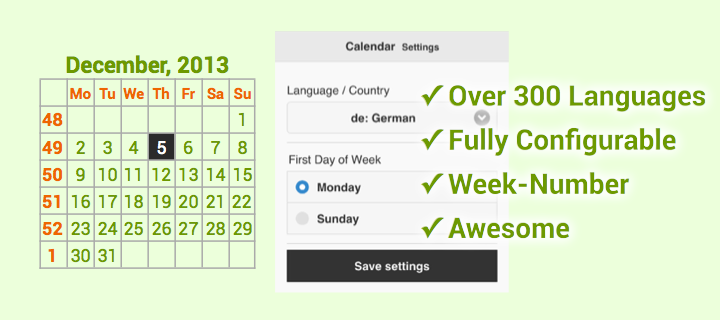 December, 2013
Mo Tu We Th Fr Sa Su
48 1
49 2 3 4 5 6 7 8
50 9 10 11 12 13 14 15
51 16 17 18 19 20 21 22
52 23 24 25 26 27 28 29
1 30 31
Calendar Settings
Language / Country
de: German
First Day of Week
Monday
Sunday
Save settings
✓ Over 300 Languages
✓ Fully Configurable
✓ Week-Number
✓ Awesome